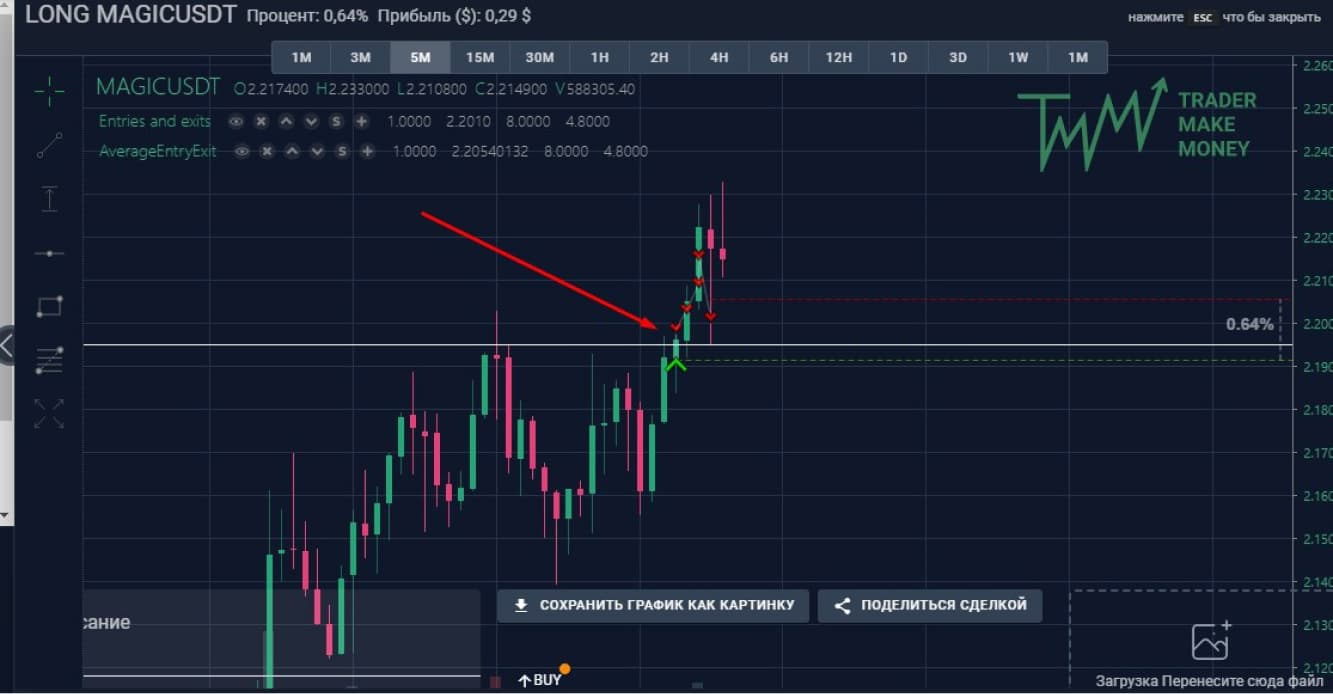 LONG MAGICUSDT Процент: 0,64% Прибыль ($): 0,29 $
нажмите ESC что бы закрыть
1M 3M 5M 15M 30M 1H 2H 4H 6H 12H 1D 3D 1W 1M
MAGICUSDT O2.217400 H2.233000 L2.210800 C2.214900 V588305.40
Entries and exits S 1.0000 2.2010 8.0000 4.8000
AverageEntryExit S 1.0000 2.20540132 8.0000 4.8000
TRADER
MAKE
MONEY
2.260
2.250
2.240
2.230
2.220
2.210
2.200
2.190
2.180
2.170
2.160
2.150
2.140
2.130
2.120
0.64%
СОХРАНИТЬ ГРАФИК КАК КАРТИНКУ
ПОДЕЛИТЬСЯ СДЕЛКОЙ
сание
BUY
Загрузка Перенесите сюда файл